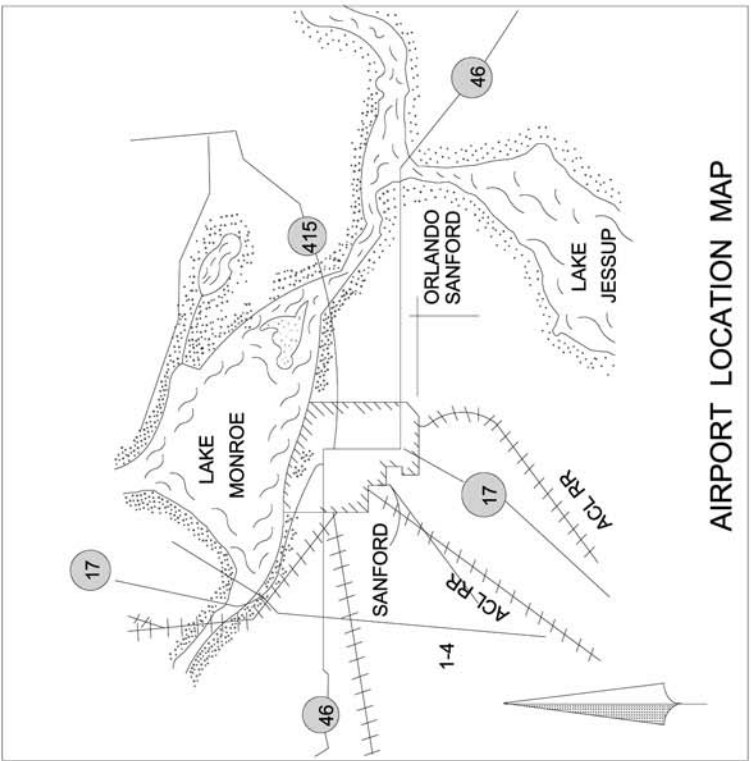 46
415
17
LAKE
MONROE
ORLANDO
SANFORD
LAKE
JESSUP
17
SANFORD
ACL RR
ACL RR
1-4
46
AIRPORT LOCATION MAP